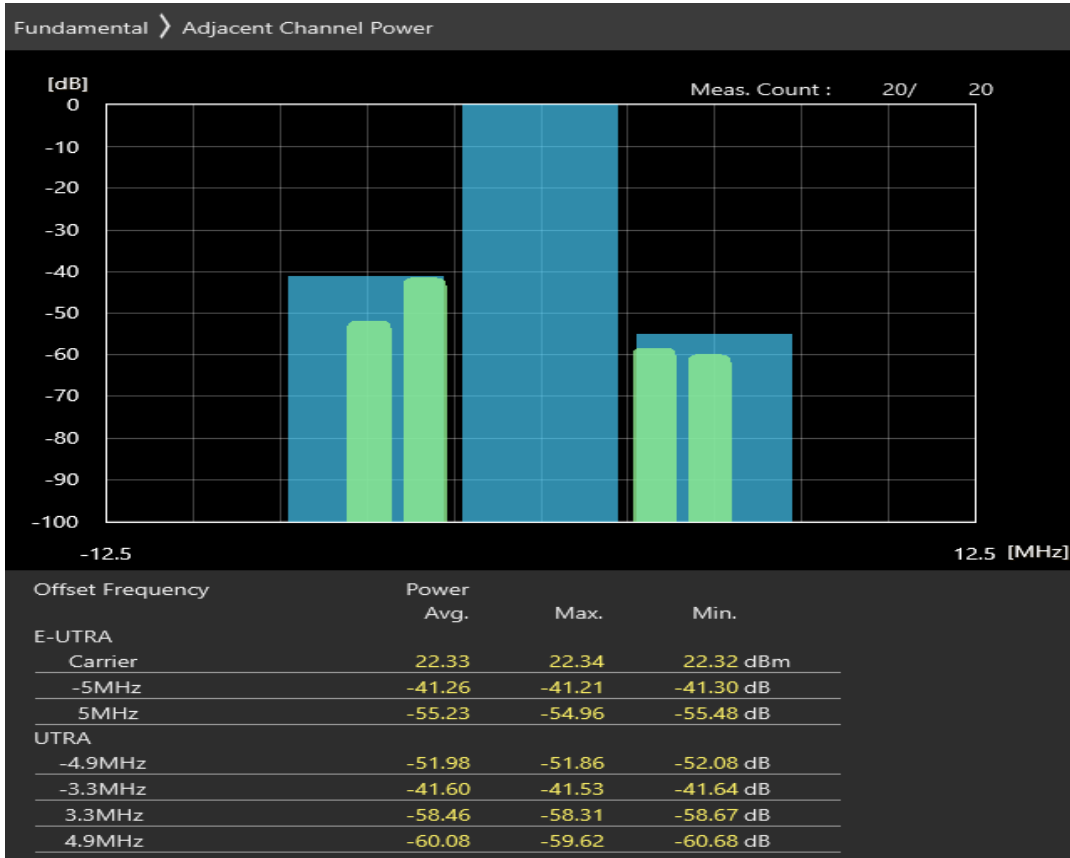 Fundamental 〉 Adjacent Channel Power
[dB]
Meas. Count : 20/ 20
0
-10
-20
-30
-40
-50
-60
-70
-80
-90
-100
-12.5 12.5 [MHz]
Offset Frequency Power
Avg. Max. Min.
E-UTRA
Carrier 22.33 22.34 22.32 dBm
-5MHz -41.26 -41.21 -41.30 dB
5MHz -55.23 -54.96 -55.48 dB
UTRA
-4.9MHz -51.98 -51.86 -52.08 dB
-3.3MHz -41.60 -41.53 -41.64 dB
3.3MHz -58.46 -58.31 -58.67 dB
4.9MHz -60.08 -59.62 -60.68 dB